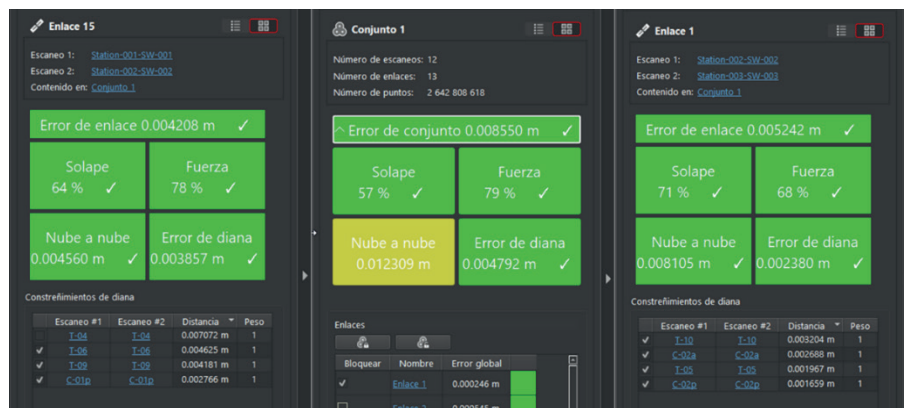 Enlace 15
Escaneo 1: Station-001-SW-001
Escaneo 2: Station-002-SW-002
Contenido en: Conjunto 1
Error de enlace 0.004208 m ✓
Solape Fuerza
64 % ✓ 78 % ✓
Nube a nube Error de diana
0.004560 m ✓ 0.003857 m ✓
Constreñimientos de diana
Escaneo #1 Escaneo #2 Distancia Peso
T-04 T-04 0.007072 m 1
✓ T-06 T-06 0.004625 m 1
✓ T-09 T-09 0.004181 m 1
✓ C-01p C-01p 0.002766 m 1
Conjunto 1
Número de escaneos: 12
Número de enlaces: 13
Número de puntos: 2 642 808 618
Error de conjunto 0.008550 m ✓
Solape Fuerza
57 % ✓ 79 % ✓
Nube a nube Error de diana
0.012309 m 0.004792 m ✓
Enlaces
Bloquear Nombre Error global
✓ Enlace 1 0.000246 m
Enlace 2 0.000545 m
Enlace 1
Escaneo 1: Station-002-SW-002
Escaneo 2: Station-003-SW-003
Contenido en: Conjunto 1
Error de enlace 0.005242 m ✓
Solape Fuerza
71 % ✓ 68 % ✓
Nube a nube Error de diana
0.008105 m ✓ 0.002380 m ✓
Constreñimientos de diana
Escaneo #1 Escaneo #2 Distancia Peso
✓ T-10 T-10 0.003204 m 1
✓ C-02a C-02a 0.002688 m 1
✓ T-05 T-05 0.001967 m 1
✓ C-02p C-02p 0.001659 m 1